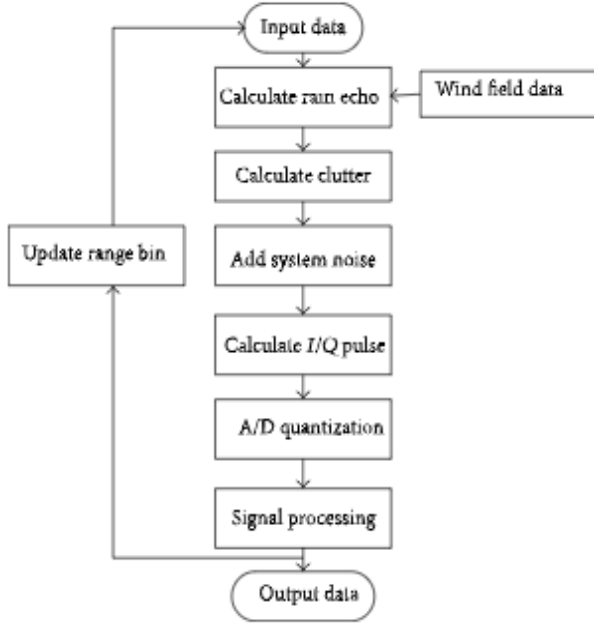 Input data
Calculate rain echo
Wind field data
Calculate clutter
Update range bin
Add system noise
Calculate I/Q pulse
A/D quantization
Signal processing
Output data